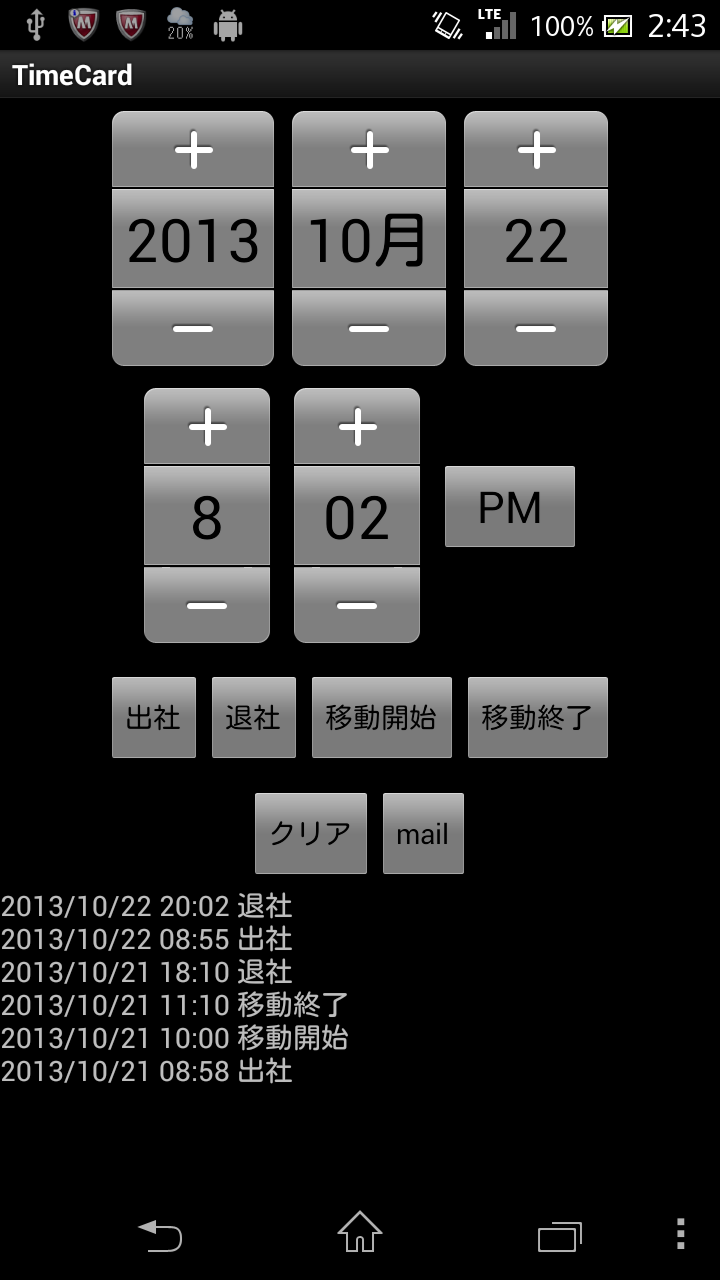 20%
LTE
100%
2:43
TimeCard
2013 10月 22
8 02 PM
出社 退社 移動開始 移動終了
クリア mail
2013/10/22 20:02 退社
2013/10/22 08:55 出社
2013/10/21 18:10 退社
2013/10/21 11:10 移動終了
2013/10/21 10:00 移動開始
2013/10/21 08:58 出社